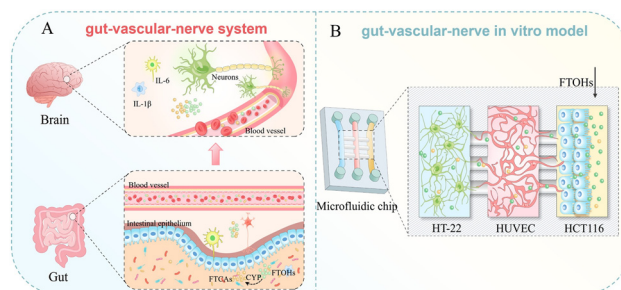 A
gut-vascular-nerve system
IL-6
Neurons
IL-1β
Blood vessel
Brain
Blood vessel
Intestinal epithelium
FTCAs
CYP
FTOHs
Gut
B
gut-vascular-nerve in vitro model
FTOHs
Microfluidic chip
HT-22
HUVEC
HCT116